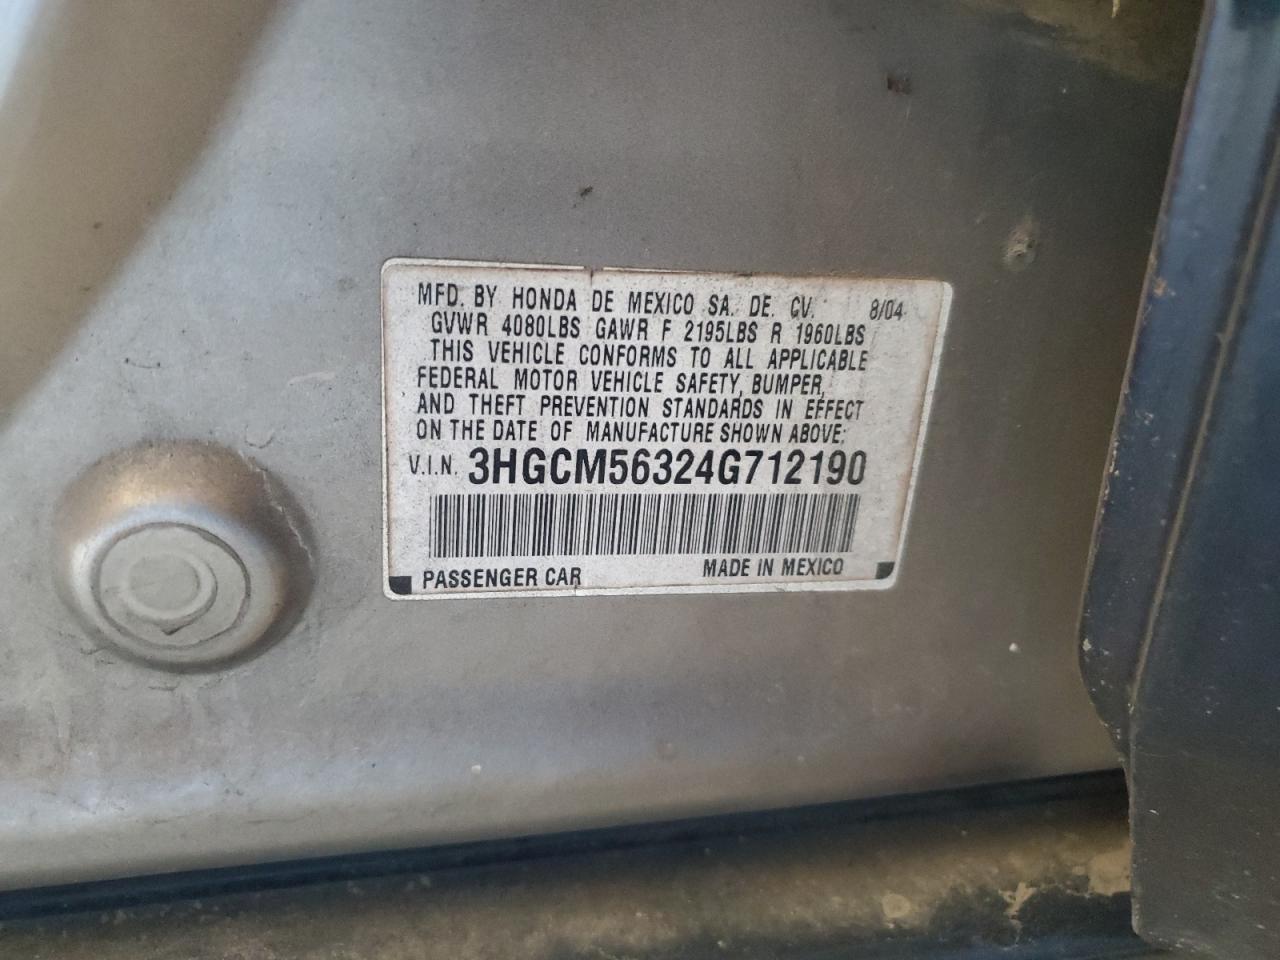 MFD. BY HONDA DE MEXICO SA. DE. CV. 8/04
GVWR 4080LBS GAWR F 2195LBS R 1960LBS
THIS VEHICLE CONFORMS TO ALL APPLICABLE
FEDERAL MOTOR VEHICLE SAFETY, BUMPER,
AND THEFT PREVENTION STANDARDS IN EFFECT
ON THE DATE OF MANUFACTURE SHOWN ABOVE:
V.I.N. 3HGCM56324G712190
PASSENGER CAR MADE IN MEXICO